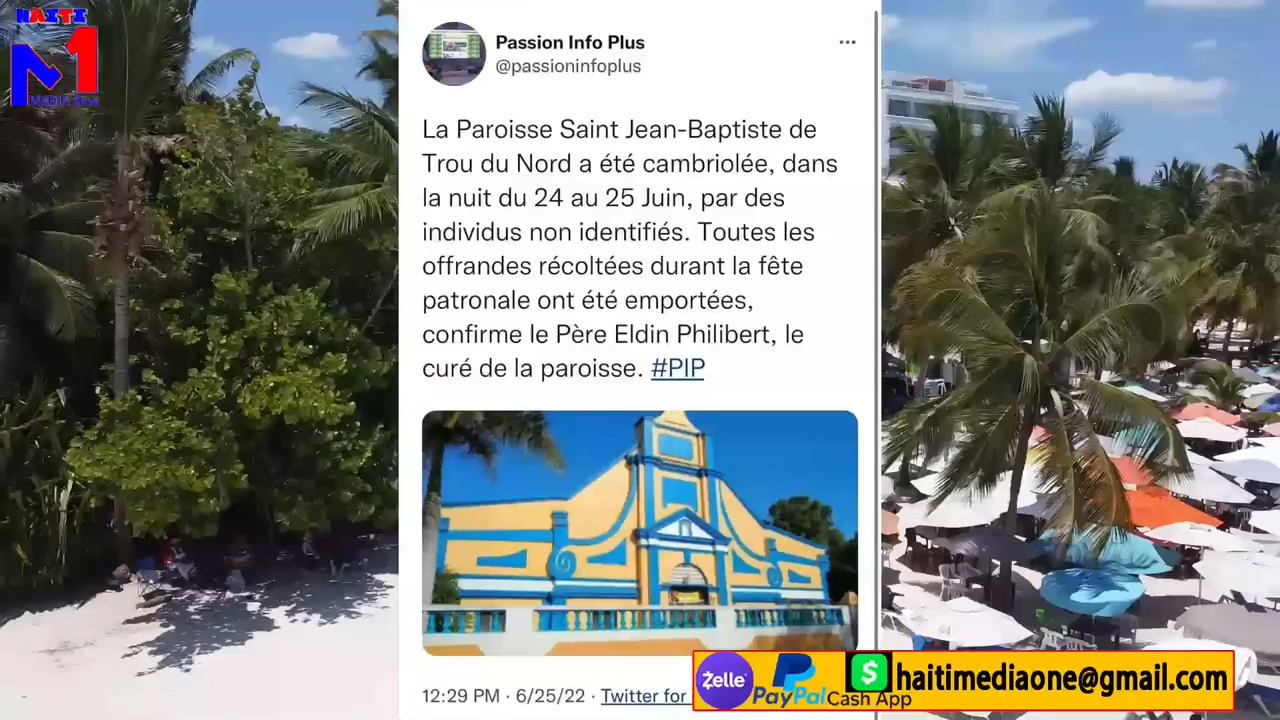 HAITI
M1
MEDIA One
Passion Info Plus
@passioninfoplus
La Paroisse Saint Jean-Baptiste de
Trou du Nord a été cambriolée, dans
la nuit du 24 au 25 Juin, par des
individus non identifiés. Toutes les
offrandes récoltées durant la fête
patronale ont été emportées,
confirme le Père Eldin Philibert, le
curé de la paroisse. #PIP
12:29 PM · 6/25/22 · Twitter for
Zelle
PayPal
$
Cash App
haitimediaone@gmail.com